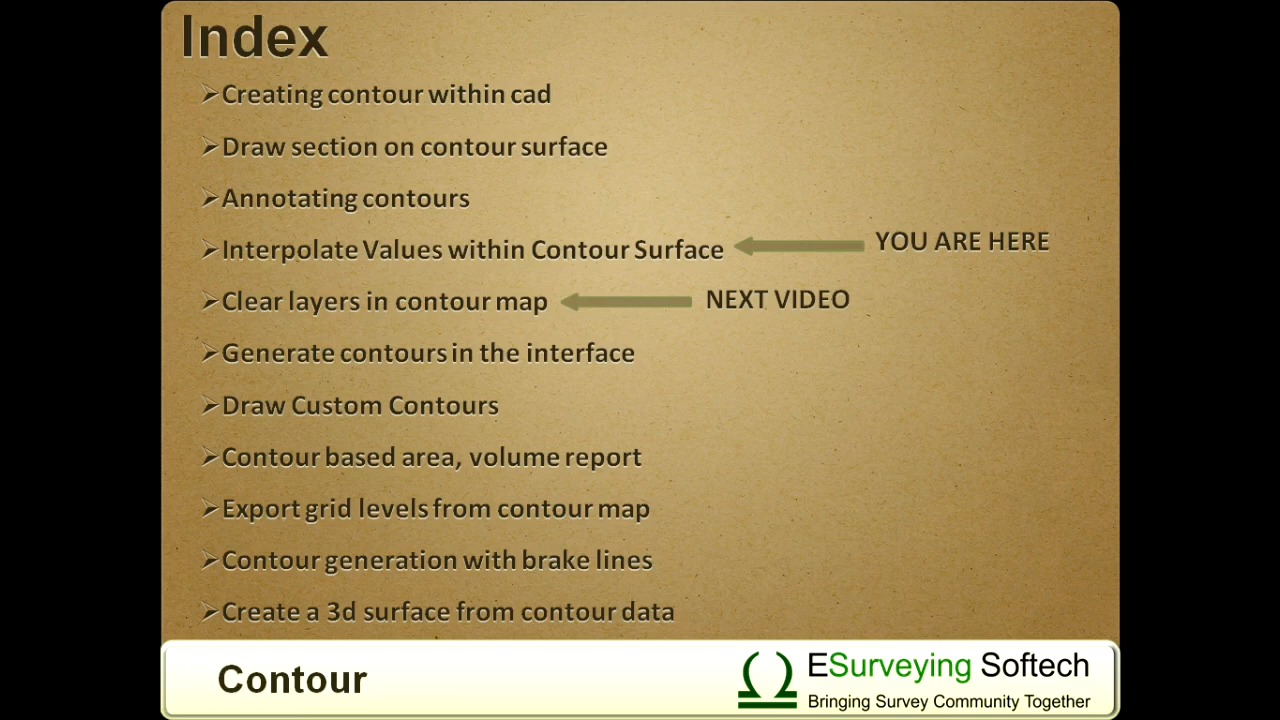 Index
➢Creating contour within cad
➢Draw section on contour surface
➢Annotating contours
➢Interpolate Values within Contour Surface
YOU ARE HERE
➢Clear layers in contour map
NEXT VIDEO
➢Generate contours in the interface
➢Draw Custom Contours
➢Contour based area, volume report
➢Export grid levels from contour map
➢Contour generation with brake lines
➢Create a 3d surface from contour data
Contour
ESurveying Softech
Bringing Survey Community Together